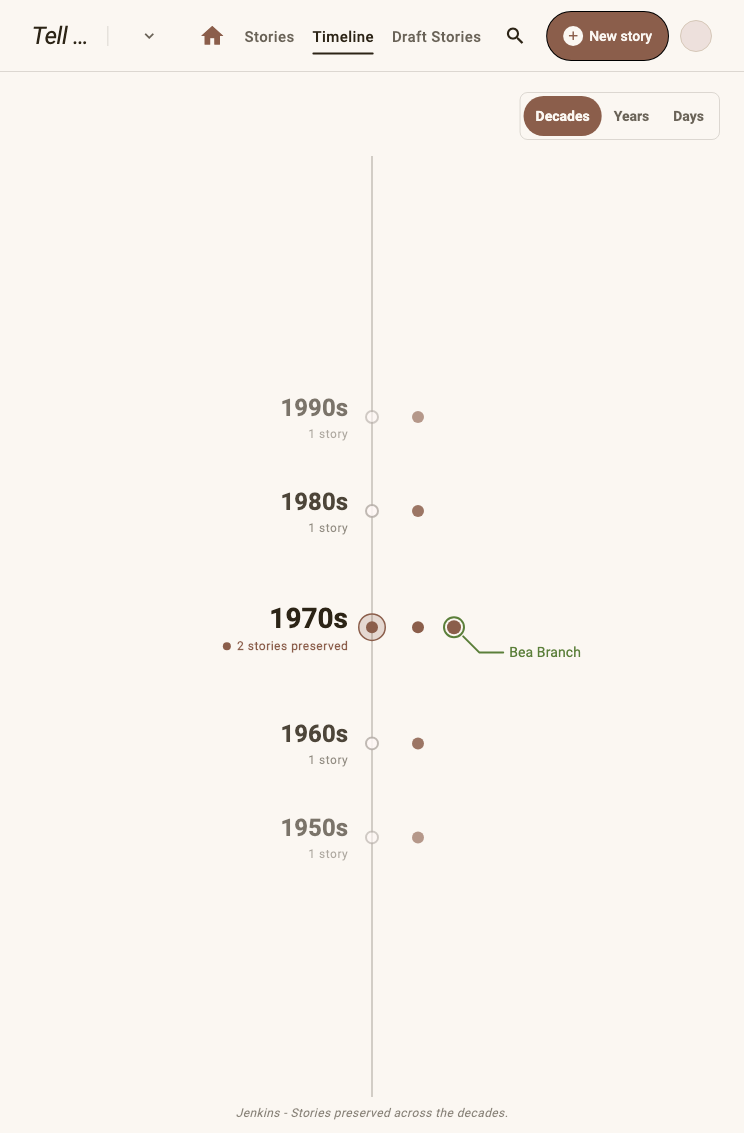 Tell ...
Stories
Timeline
Draft Stories
New story
Decades
Years
Days
1990s
1 story
1980s
1 story
1970s
2 stories preserved
Bea Branch
1960s
1 story
1950s
1 story
Jenkins - Stories preserved across the decades.